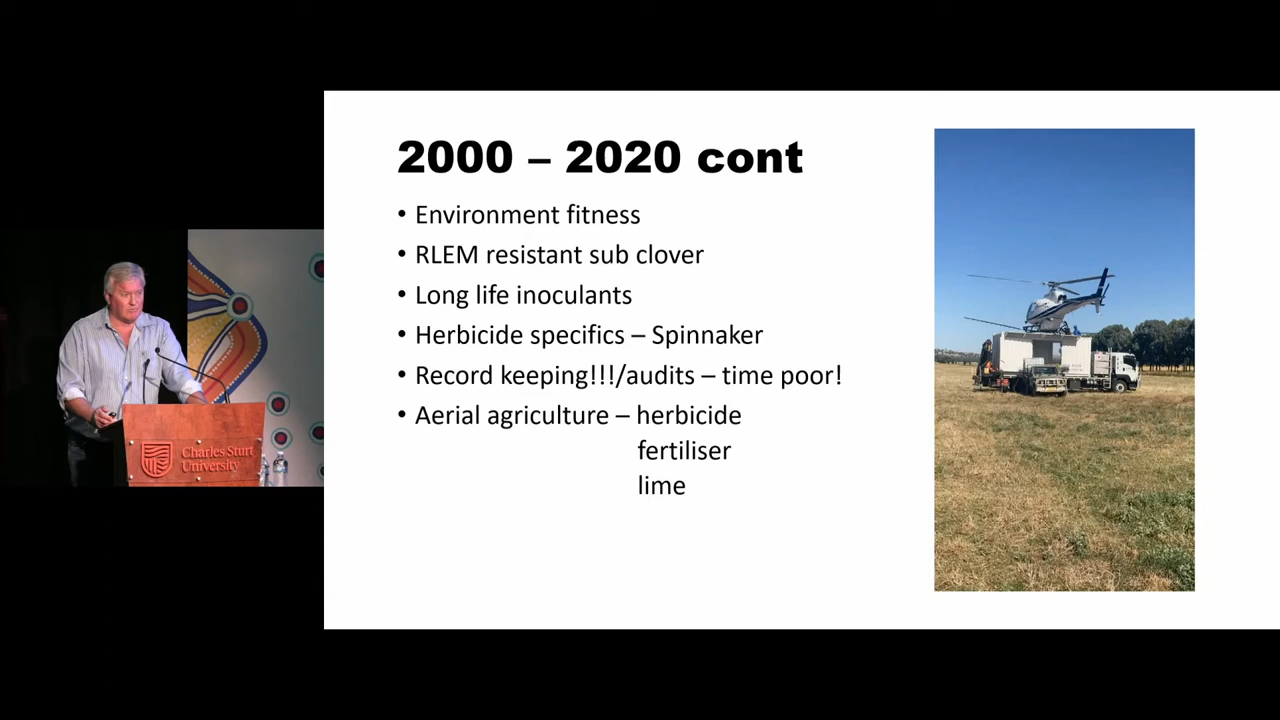 2000 – 2020 cont
• Environment fitness
• RLEM resistant sub clover
• Long life inoculants
• Herbicide specifics – Spinnaker
• Record keeping!!!/audits – time poor!
• Aerial agriculture – herbicide
fertiliser
lime
Charles Sturt
University